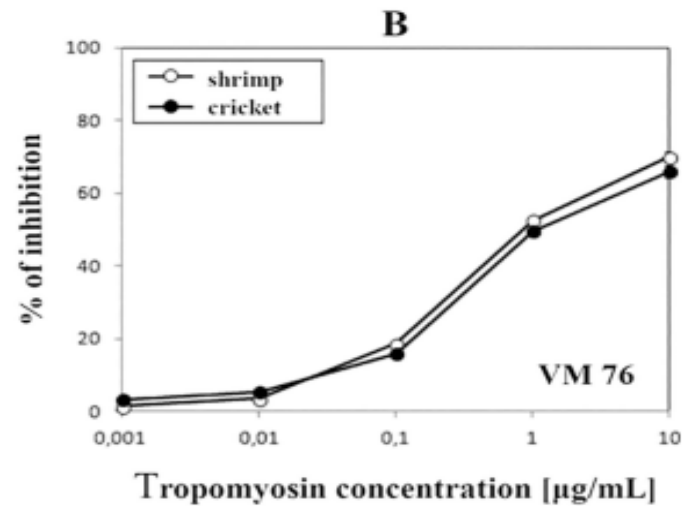 B
100
80
60
40
20
0
shrimp
cricket
% of inhibition
VM 76
0,001 0,01 0,1 1 10
Tropomyosin concentration [µg/mL]